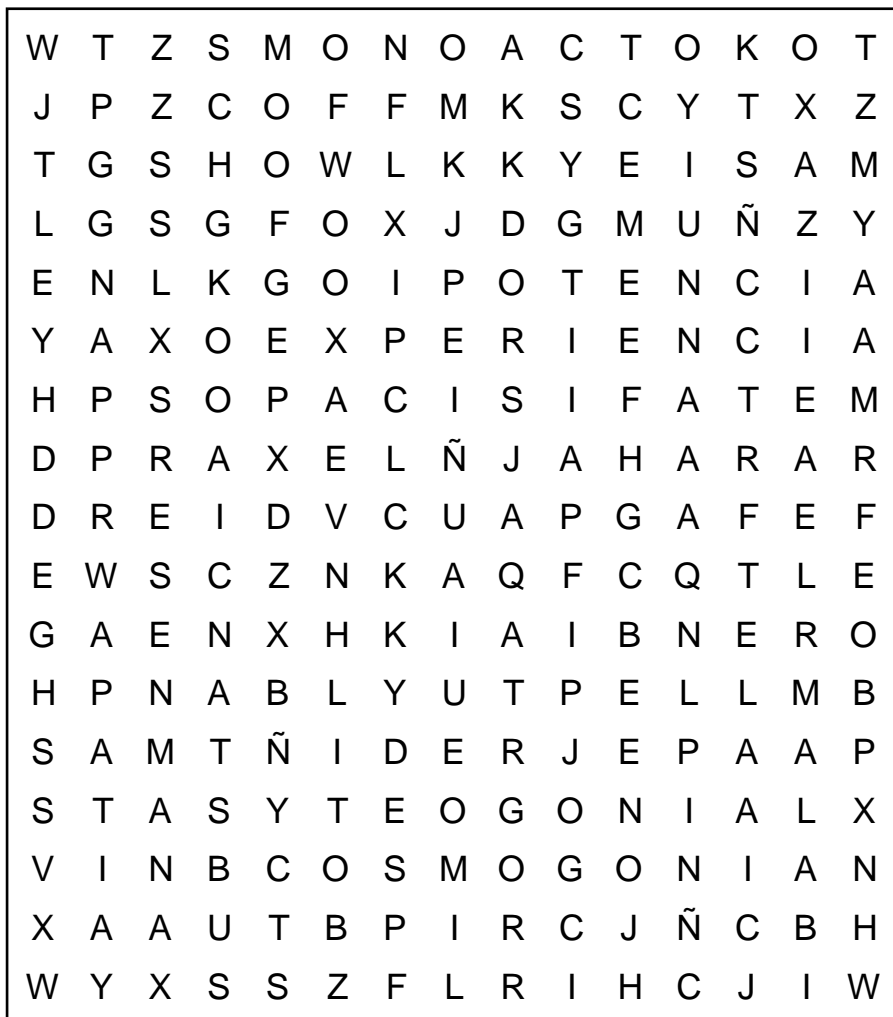 W T Z S M O N O A C T O K O T
J P Z C O F F M K S C Y T X Z
T G S H O W L K K Y E I S A M
L G S G F O X J D G M U Ñ Z Y
E N L K G O I P O T E N C I A
Y A X O E X P E R I E N C I A
H P S O P A C I S I F A T E M
D P R A X E L Ñ J A H A R A R
D R E I D V C U A P G A F E F
E W S C Z N K A Q F C Q T L E
G A E N X H K I A I B N E R O
H P N A B L Y U T P E L L M B
S A M T Ñ I D E R J E P A A P
S T A S Y T E O G O N I A L X
V I N B C O S M O G O N I A N
X A A U T B P I R C J Ñ C B H
W Y X S S Z F L R I H C J I W